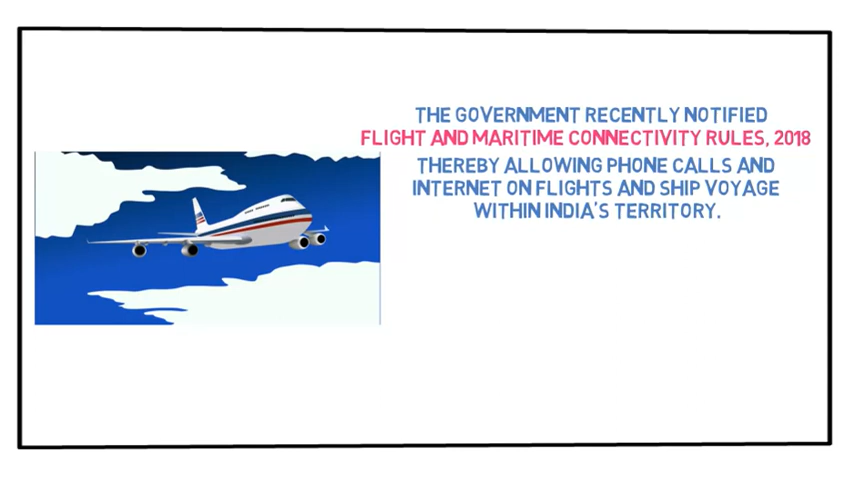 THE GOVERNMENT RECENTLY NOTIFIED
FLIGHT AND MARITIME CONNECTIVITY RULES, 2018
THEREBY ALLOWING PHONE CALLS AND
INTERNET ON FLIGHTS AND SHIP VOYAGE
WITHIN INDIA'S TERRITORY.